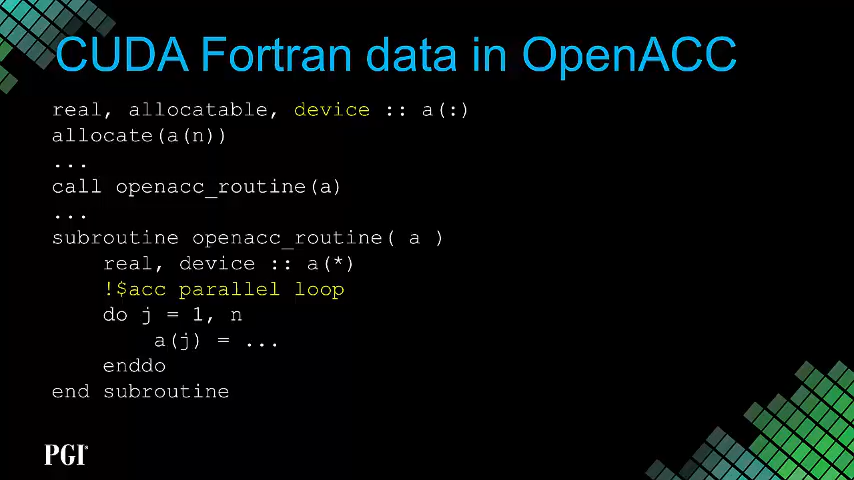 CUDA Fortran data in OpenACC
real, allocatable, device :: a(:)
allocate(a(n))
...
call openacc_routine(a)
...
subroutine openacc_routine( a )
    real, device :: a(*)
    !$acc parallel loop
    do j = 1, n
        a(j) = ...
    enddo
end subroutine
PGI®